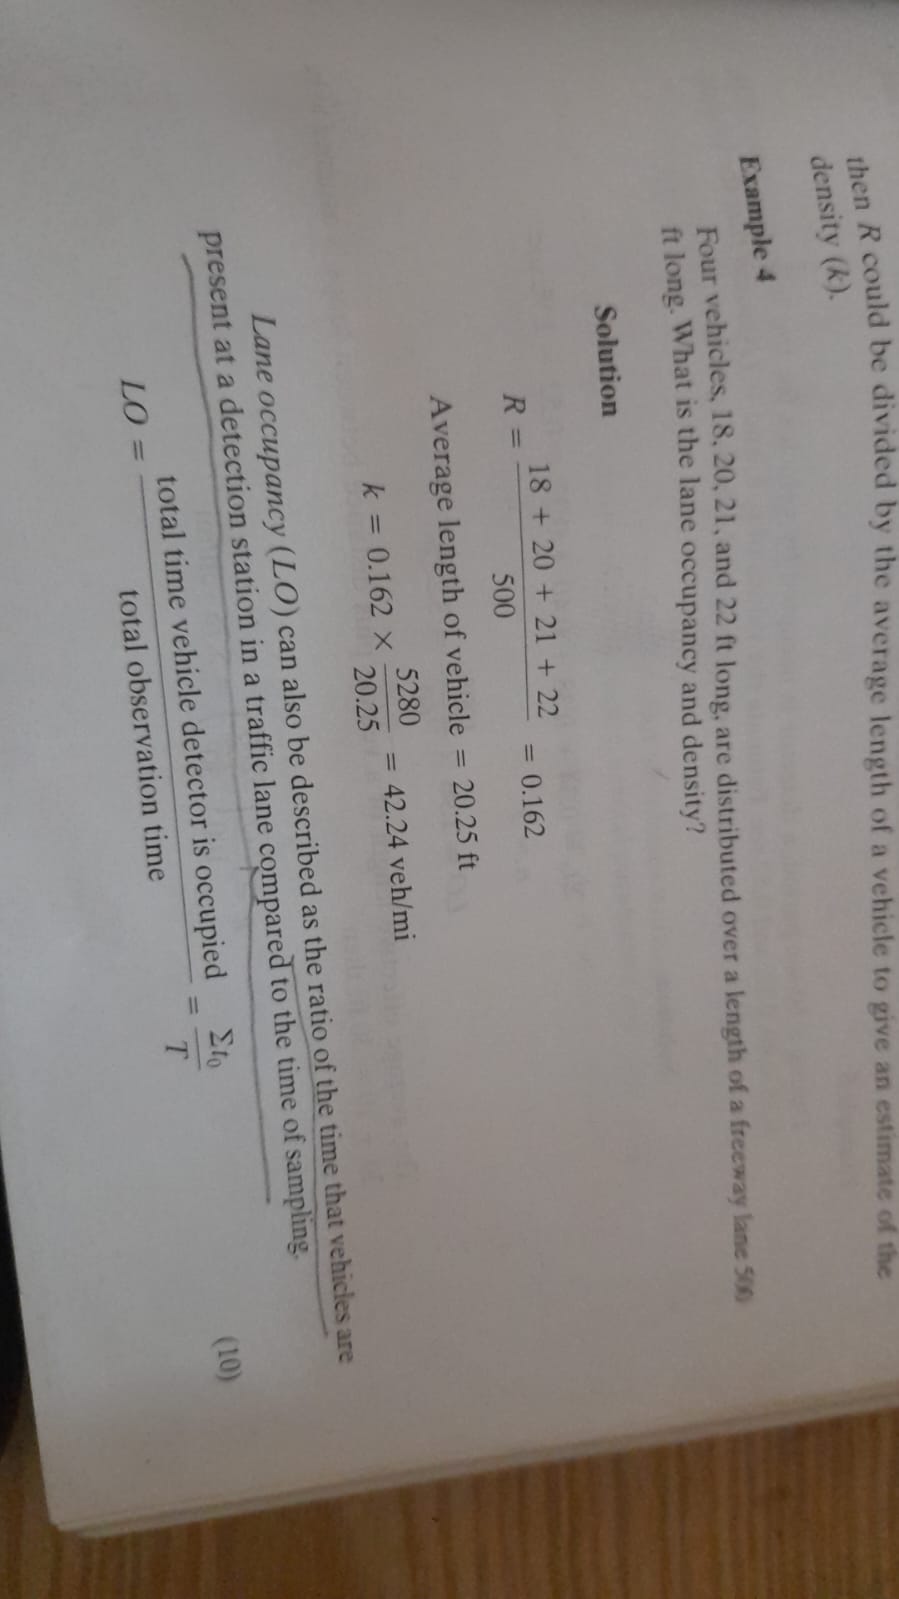 then R could be divided by the average length of a vehicle to give an estimate of the
density (k).
Example 4
Four vehicles, 18, 20, 21, and 22 ft long, are distributed over a length of a freeway lane 500
ft long. What is the lane occupancy and density?
Solution
R = (18 + 20 + 21 + 22) / 500 = 0.162
Average length of vehicle = 20.25 ft
k = 0.162 × 5280 / 20.25 = 42.24 veh/mi
Lane occupancy (LO) can also be described as the ratio of the time that vehicles are
present at a detection station in a traffic lane compared to the time of sampling.
LO = total time vehicle detector is occupied / total observation time = Σt₀ / T (10)